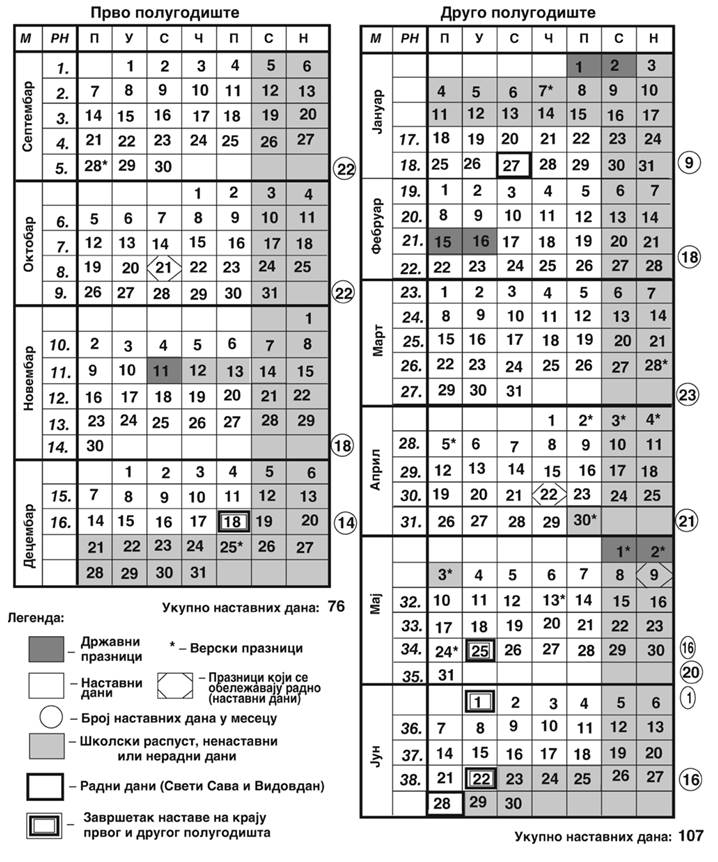 Прво полугодиште
М РН П У С Ч П С Н
Септембар
1. 1 2 3 4 5 6
2. 7 8 9 10 11 12 13
3. 14 15 16 17 18 19 20
4. 21 22 23 24 25 26 27
5. 28* 29 30 22
Октобар
1 2 3 4
6. 5 6 7 8 9 10 11
7. 12 13 14 15 16 17 18
8. 19 20 21 22 23 24 25
9. 26 27 28 29 30 31 22
Новембар
1
10. 2 3 4 5 6 7 8
11. 9 10 11 12 13 14 15
12. 16 17 18 19 20 21 22
13. 23 24 25 26 27 28 29
14. 30 18
Децембар
1 2 3 4 5 6
15. 7 8 9 10 11 12 13
16. 14 15 16 17 18 19 20 14
21 22 23 24 25* 26 27
28 29 30 31
Укупно наставних дана: 76
Легенда:
– Државни празници
* – Верски празници
– Наставни дани
– Празници који се обележавају радно (наставни дани)
– Број наставних дана у месецу
– Школски распуст, ненаставни или нерадни дани
– Радни дани (Свети Сава и Видовдан)
– Завршетак наставе на крају првог и другог полугодишта
Друго полугодиште
М РН П У С Ч П С Н
Јануар
1 2 3
4 5 6 7* 8 9 10
11 12 13 14 15 16 17
17. 18 19 20 21 22 23 24
18. 25 26 27 28 29 30 31 9
Фебруар
19. 1 2 3 4 5 6 7
20. 8 9 10 11 12 13 14
21. 15 16 17 18 19 20 21
22. 22 23 24 25 26 27 28 18
Март
23. 1 2 3 4 5 6 7
24. 8 9 10 11 12 13 14
25. 15 16 17 18 19 20 21
26. 22 23 24 25 26 27 28*
27. 29 30 31 23
Април
1 2* 3* 4*
28. 5* 6 7 8 9 10 11
29. 12 13 14 15 16 17 18
30. 19 20 21 22 23 24 25
31. 26 27 28 29 30* 21
Мај
1* 2*
3* 4 5 6 7 8 9
32. 10 11 12 13* 14 15 16
33. 17 18 19 20 21 22 23
34. 24* 25 26 27 28 29 30 16
35. 31 20
Јун
1 2 3 4 5 6 1
36. 7 8 9 10 11 12 13
37. 14 15 16 17 18 19 20
38. 21 22 23 24 25 26 27 16
28 29 30
Укупно наставних дана: 107